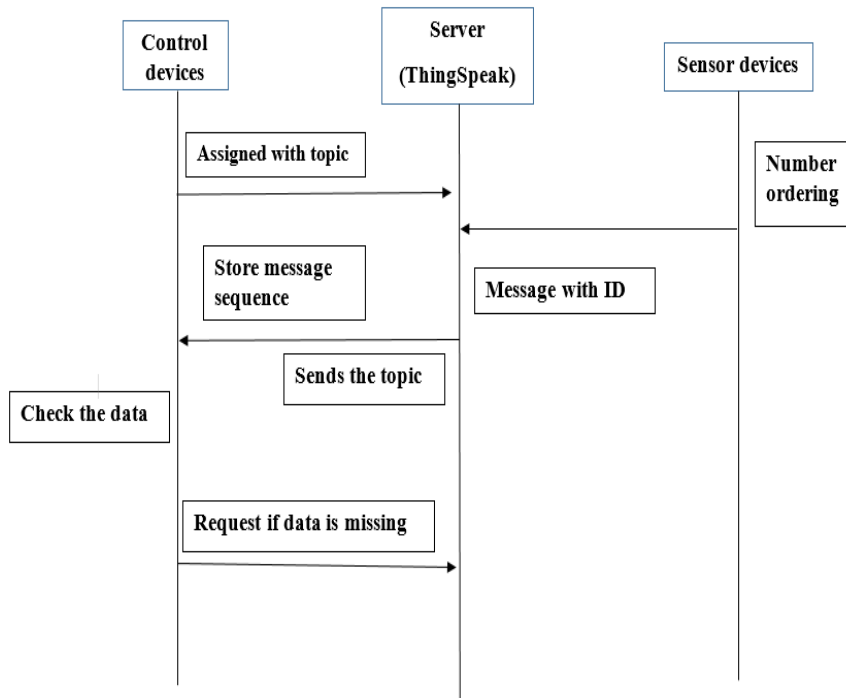 Control
devices
Server
(ThingSpeak)
Sensor devices
Assigned with topic
Number
ordering
Store message
sequence
Message with ID
Sends the topic
Check the data
Request if data is missing